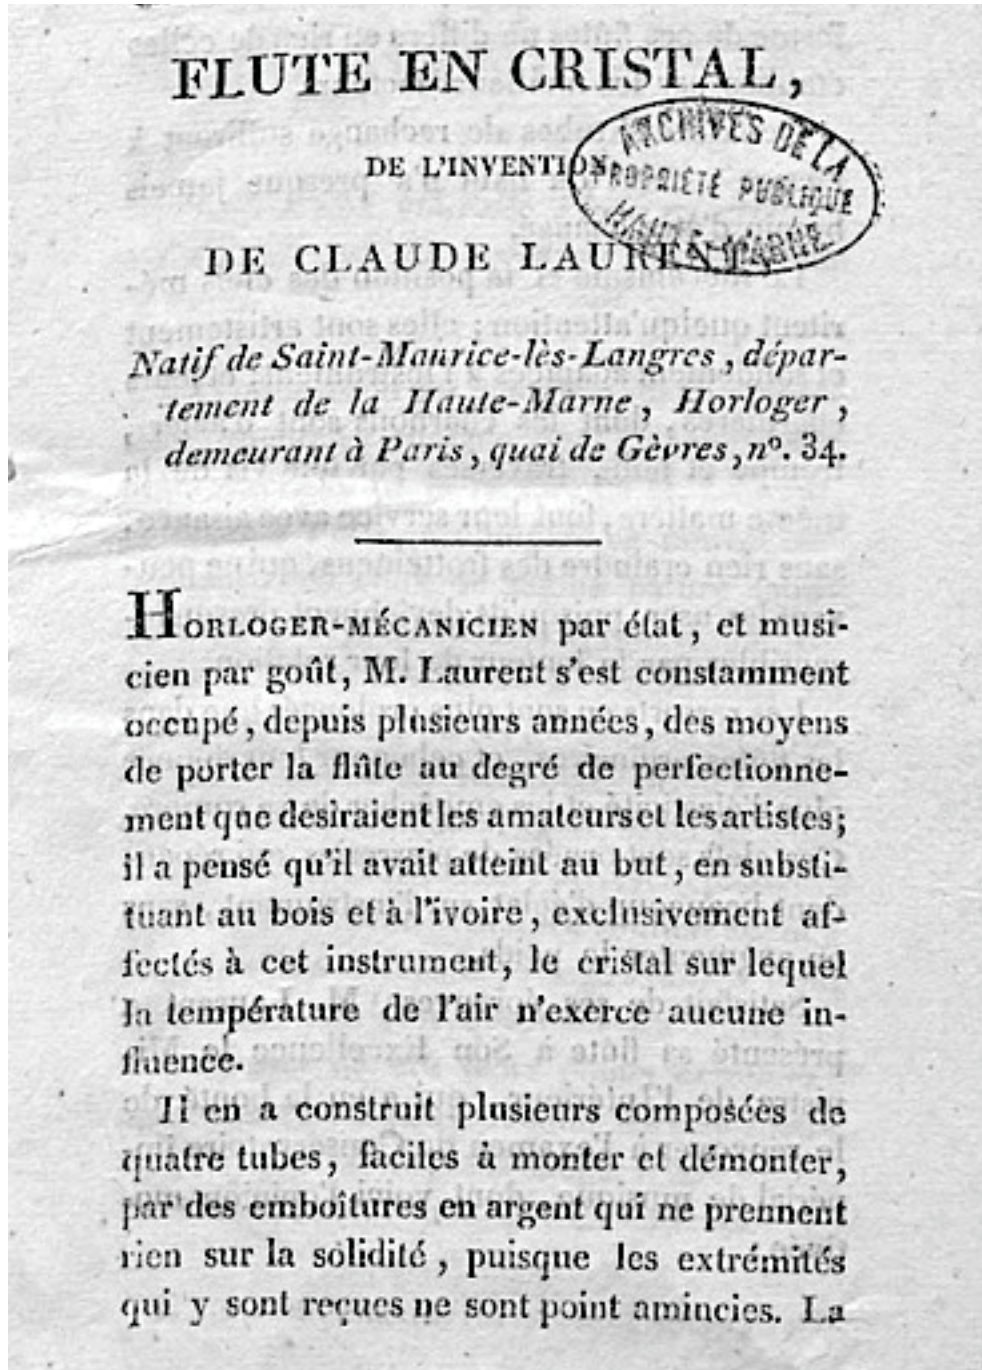 FLUTE EN CRISTAL,
DE L'INVENTION
ARCHIVES DE LA
PROPRIÉTÉ PUBLIQUE
HAUTE-MARNE
DE CLAUDE LAURENT,
Natif de Saint-Maurice-lès-Langres, dépar-
tement de la Haute-Marne, Horloger,
demeurant à Paris, quai de Gèvres, nº. 34.
HORLOGER-MÉCANICIEN par état, et musi-
cien par goût, M. Laurent s'est constamment
occupé, depuis plusieurs années, des moyens
de porter la flûte au degré de perfectionne-
ment que desiraient les amateurs et les artistes;
il a pensé qu'il avait atteint au but, en substi-
tuant au bois et à l'ivoire, exclusivement af-
fectés à cet instrument, le cristal sur lequel
la température de l'air n'exerce aucune in-
fluence.
Il en a construit plusieurs composées de
quatre tubes, faciles à monter et démonter,
par des emboîtures en argent qui ne prennent
rien sur la solidité, puisque les extrémités
qui y sont reçues ne sont point amincies. La